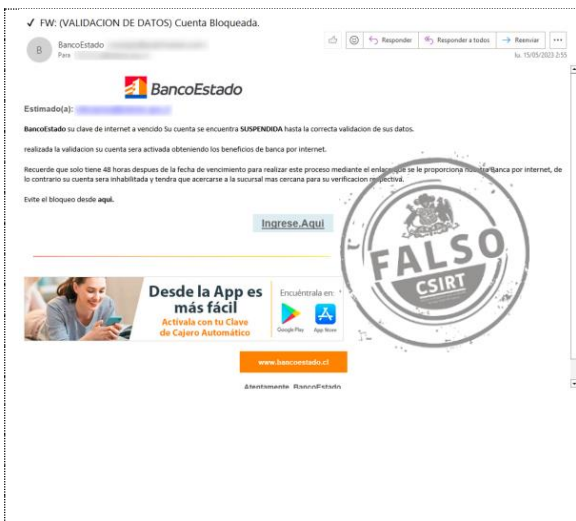 ✓ FW: (VALIDACION DE DATOS) Cuenta Bloqueada.
B
BancoEstado
Para
Responder
Responder a todos
Reenviar
lu. 15/05/2023 2:55
BancoEstado
Estimado(a):
BancoEstado su clave de internet a vencido Su cuenta se encuentra SUSPENDIDA hasta la correcta validacion de sus datos.
realizada la validacion su cuenta sera activada obteniendo los beneficios de banca por internet.
Recuerde que solo tiene 48 horas despues de la fecha de vencimiento para realizar este proceso mediante el enlace que se le proporciona nuestra Banca por internet, de
lo contrario su cuenta sera inhabilitada y tendra que acercarse a la sucursal mas cercana para su verificacion respectiva.
Evite el bloqueo desde aqui.
Ingrese.Aqui
FALSO
CSIRT
Desde la App es
más fácil
Actívala con tu Clave
de Cajero Automático
Encuéntrala en:
Google Play
App Store
www.bancoestado.cl
Atentamente BancoEstado